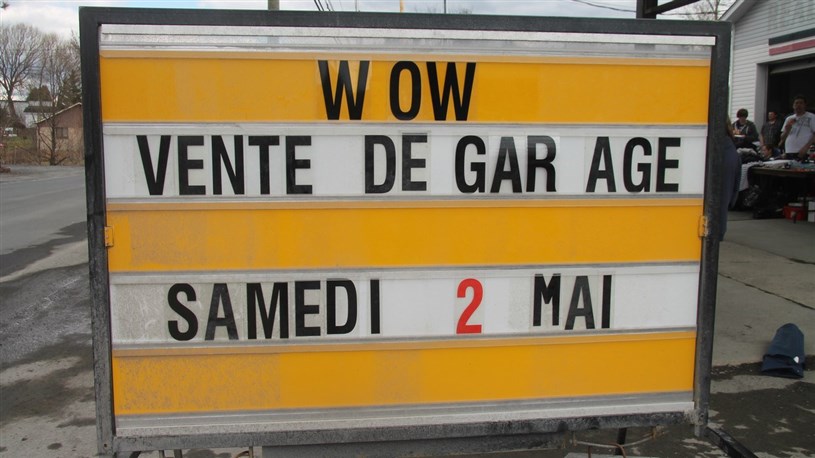 WOW
VENTE DE GARAGE
SAMEDI 2 MAI